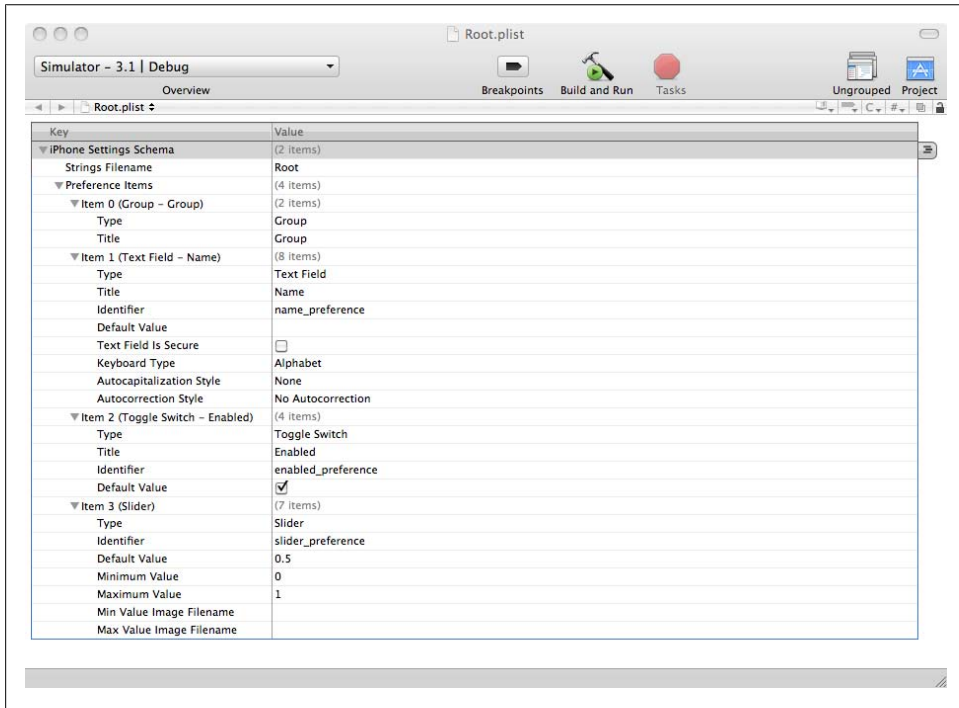 Root.plist
Simulator - 3.1 | Debug
Overview Breakpoints Build and Run Tasks Ungrouped Project
Root.plist C #
Key Value
iPhone Settings Schema (2 items)
Strings Filename Root
Preference Items (4 items)
Item 0 (Group - Group) (2 items)
Type Group
Title Group
Item 1 (Text Field - Name) (8 items)
Type Text Field
Title Name
Identifier name_preference
Default Value
Text Field Is Secure
Keyboard Type Alphabet
Autocapitalization Style None
Autocorrection Style No Autocorrection
Item 2 (Toggle Switch - Enabled) (4 items)
Type Toggle Switch
Title Enabled
Identifier enabled_preference
Default Value
Item 3 (Slider) (7 items)
Type Slider
Identifier slider_preference
Default Value 0.5
Minimum Value 0
Maximum Value 1
Min Value Image Filename
Max Value Image Filename